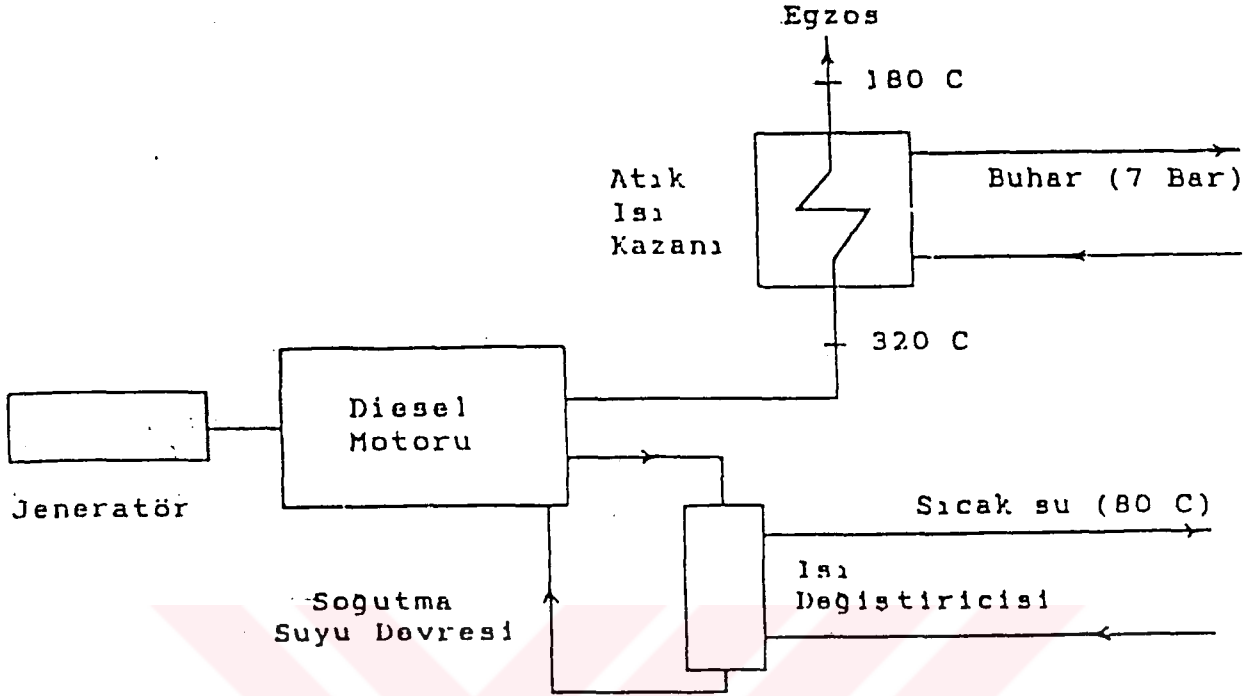 Egzos
180 C
Atık
Isı
Kazanı
Buhar (7 Bar)
320 C
Diesel
Motoru
Jeneratör
Sıcak su (80 C)
Isı
Değiştiricisi
Soğutma
Suyu Devresi